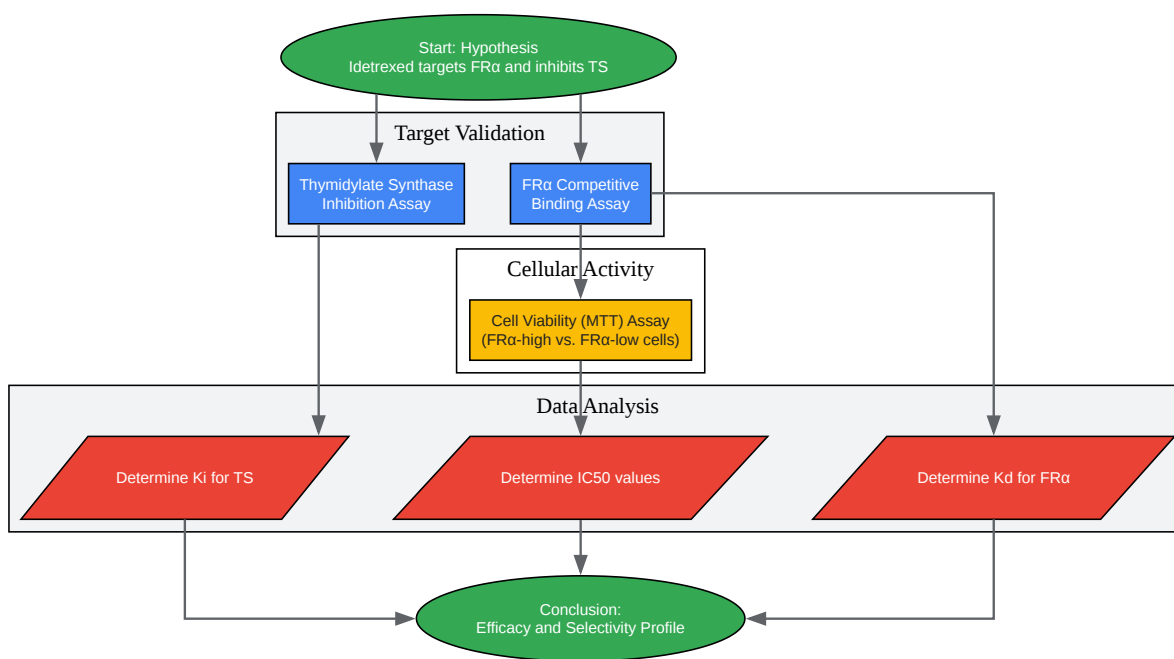 Start: Hypothesis
Idetrexed targets FRα and inhibits TS
Target Validation
Thymidylate Synthase
Inhibition Assay
FRα Competitive
Binding Assay
Cellular Activity
Cell Viability (MTT) Assay
(FRα-high vs. FRα-low cells)
Data Analysis
Determine Ki for TS
Determine IC50 values
Determine Kd for FRα
Conclusion:
Efficacy and Selectivity Profile